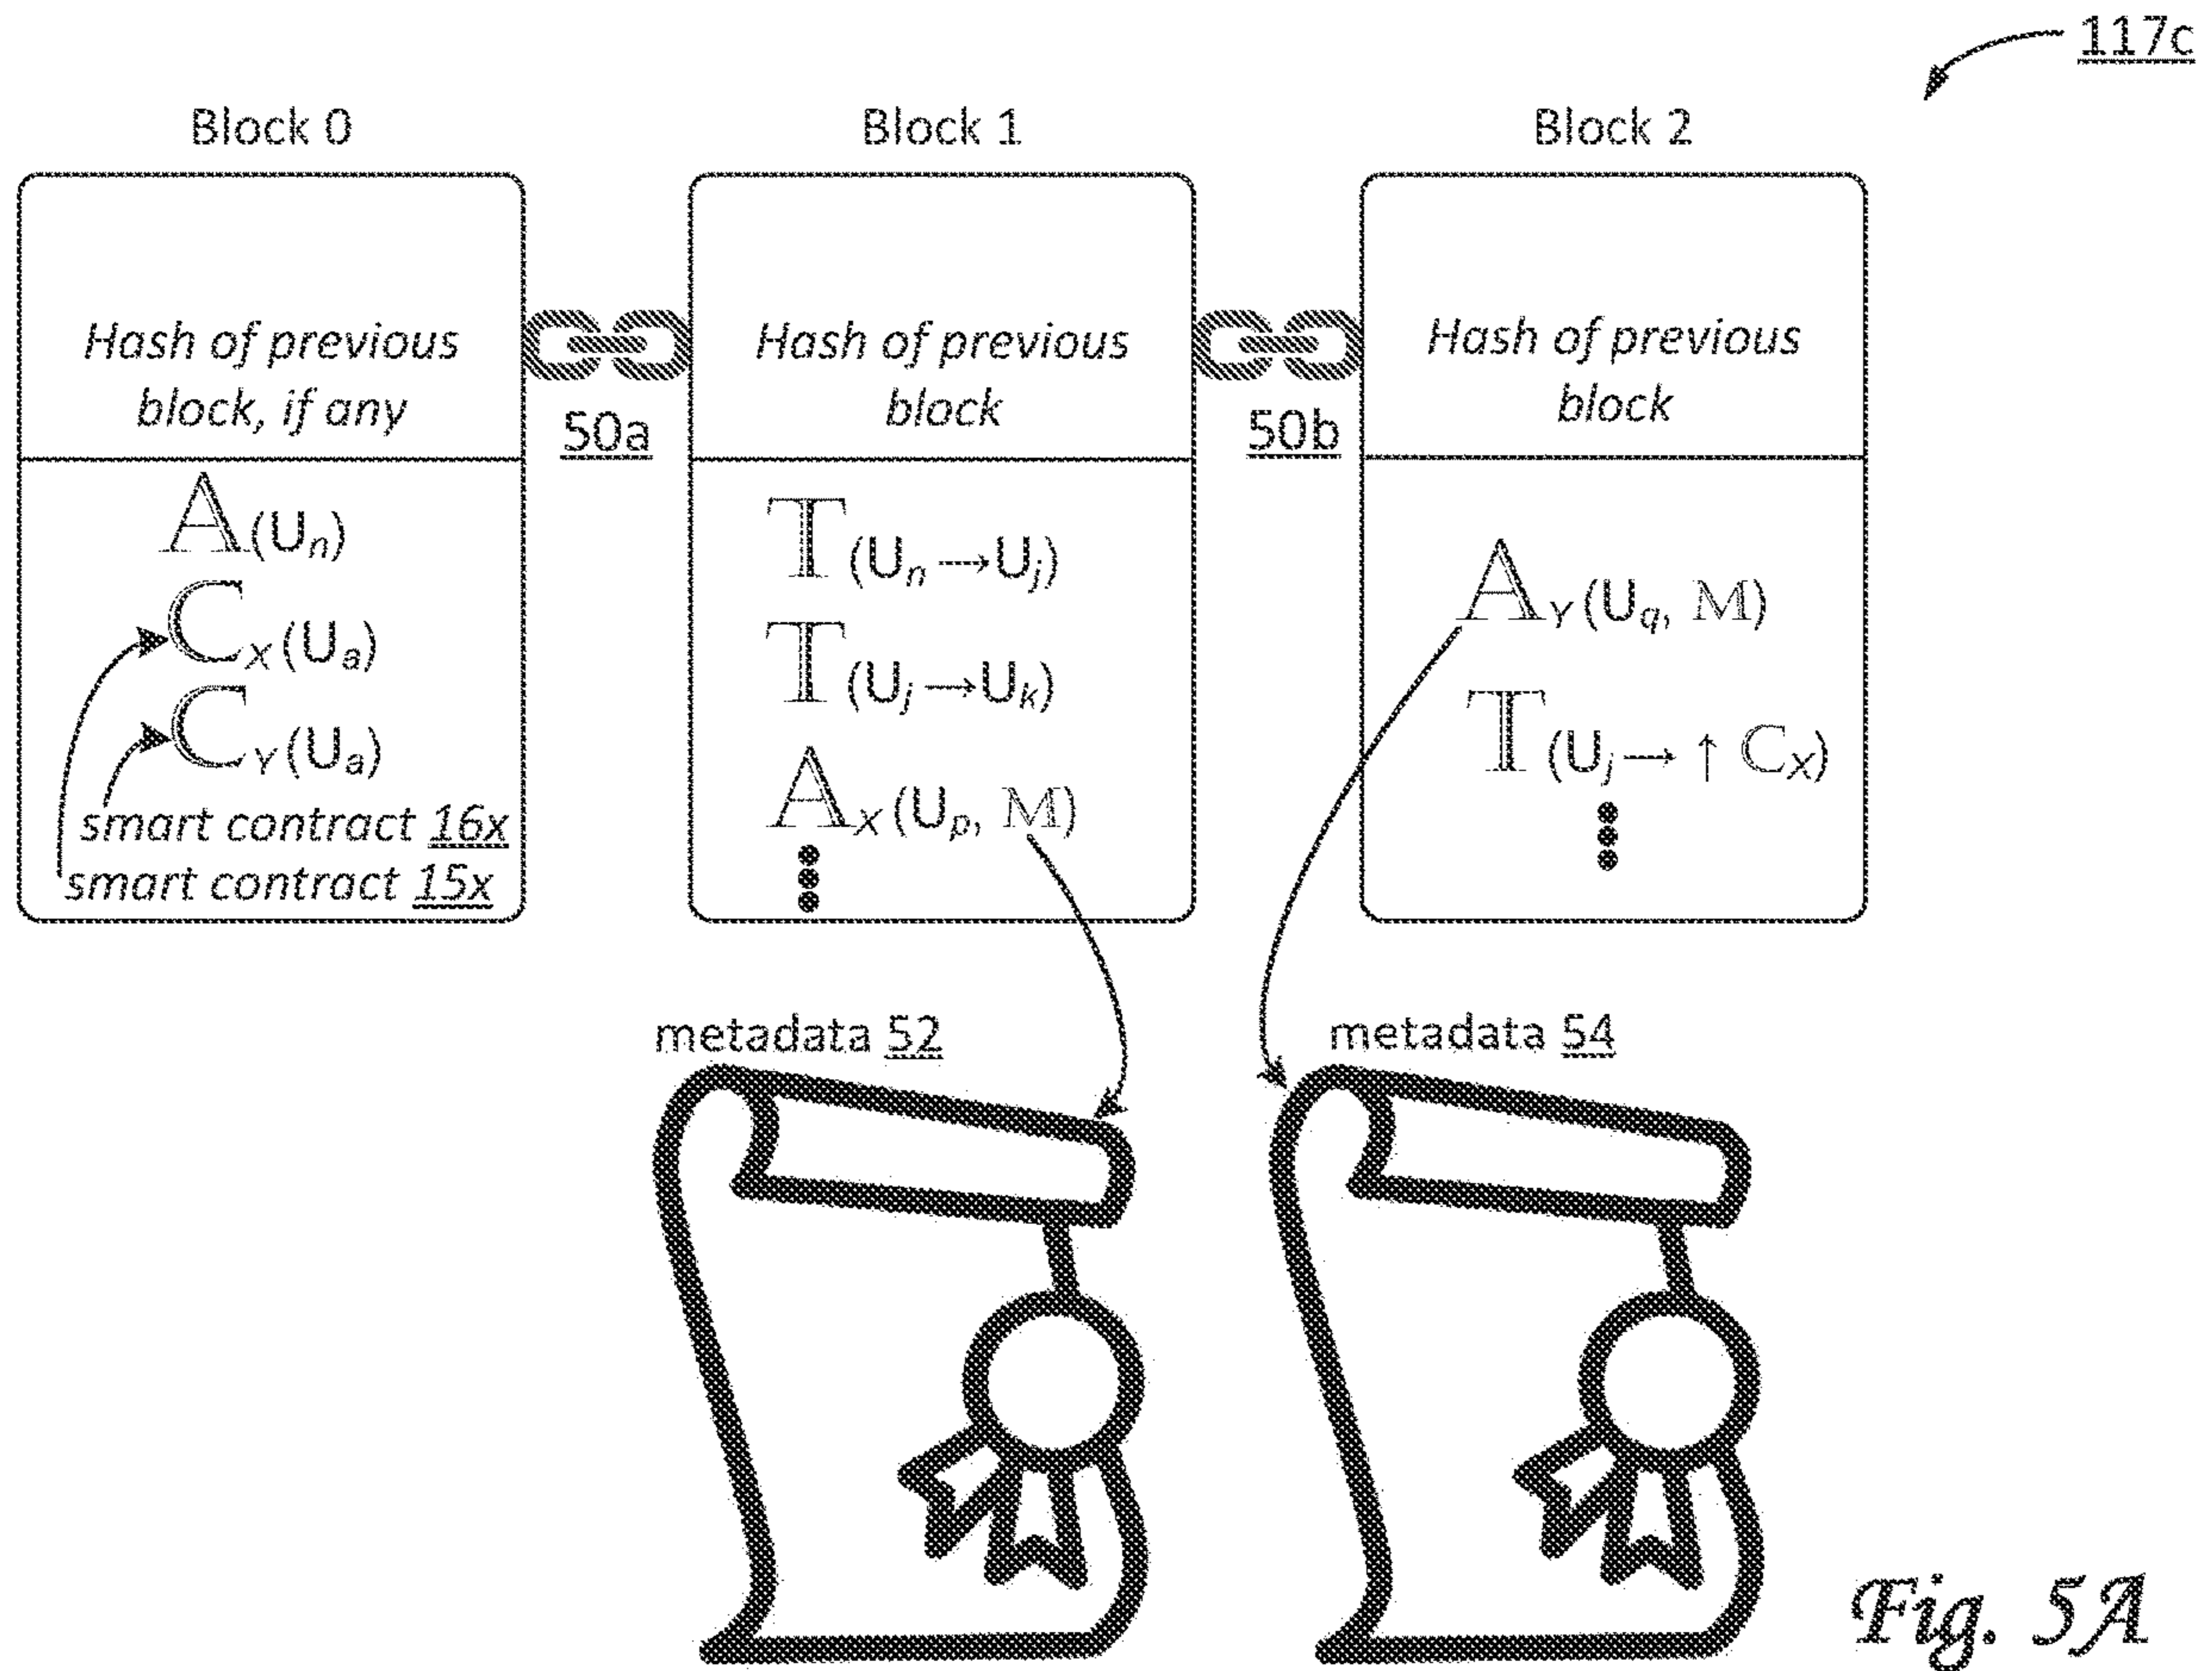 117c
Block 0
Hash of previous
block, if any
A(Un)
CX(Ua)
CY(Ua)
smart contract 16x
smart contract 15x
50a
Block 1
Hash of previous
block
T(Un→Uj)
T(Uj→Uk)
AX(Up, M)
50b
Block 2
Hash of previous
block
AY(Uq, M)
T(Uj→ ↑ CX)
metadata 52
metadata 54
Fig. 5A